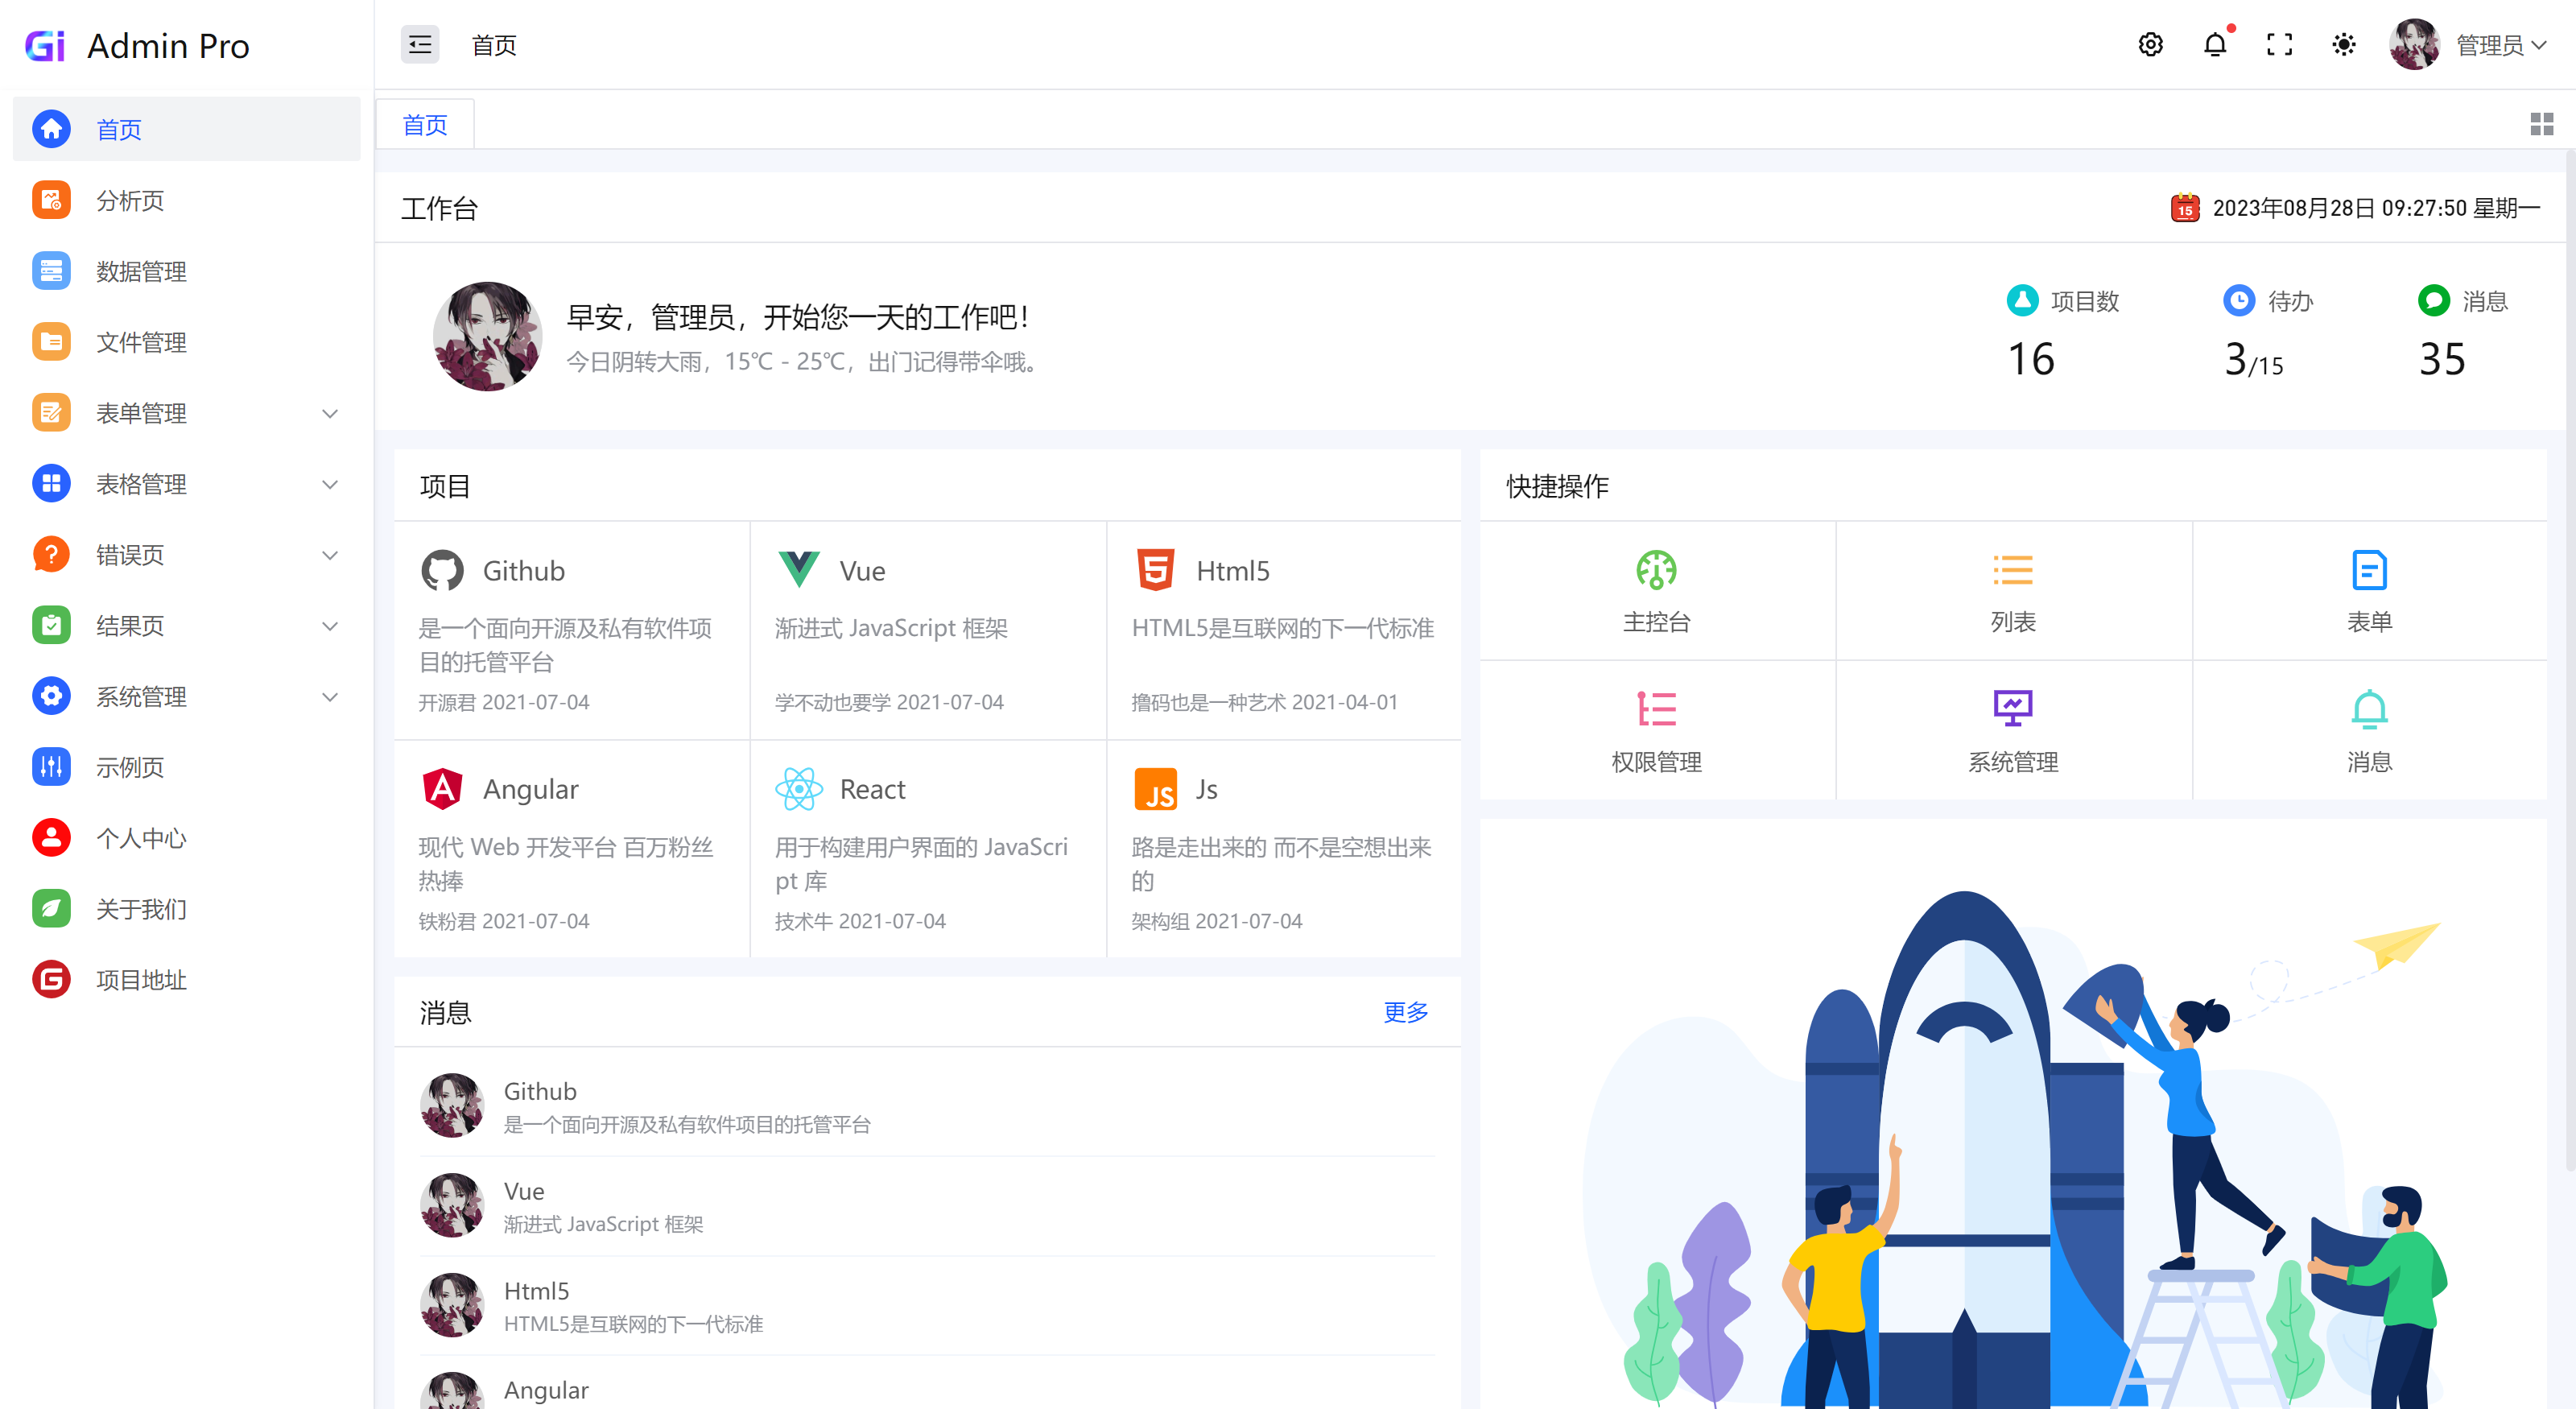 Gi Admin Pro
首页
管理员
首页
分析页
数据管理
文件管理
表单管理
表格管理
错误页
结果页
系统管理
示例页
个人中心
关于我们
项目地址
首页
工作台
15
2023年08月28日 09:27:50 星期一
早安，管理员，开始您一天的工作吧！
今日阴转大雨，15℃ - 25℃，出门记得带伞哦。
项目数
16
待办
3/15
消息
35
项目
Github
是一个面向开源及私有软件项
目的托管平台
开源君 2021-07-04
Vue
渐进式 JavaScript 框架
学不动也要学 2021-07-04
Html5
HTML5是互联网的下一代标准
撸码也是一种艺术 2021-04-01
Angular
现代 Web 开发平台 百万粉丝
热捧
铁粉君 2021-07-04
React
用于构建用户界面的 JavaScri
pt 库
技术牛 2021-07-04
JS
Js
路是走出来的 而不是空想出来
的
架构组 2021-07-04
快捷操作
主控台
列表
表单
权限管理
系统管理
消息
消息
更多
Github
是一个面向开源及私有软件项目的托管平台
Vue
渐进式 JavaScript 框架
Html5
HTML5是互联网的下一代标准
Angular